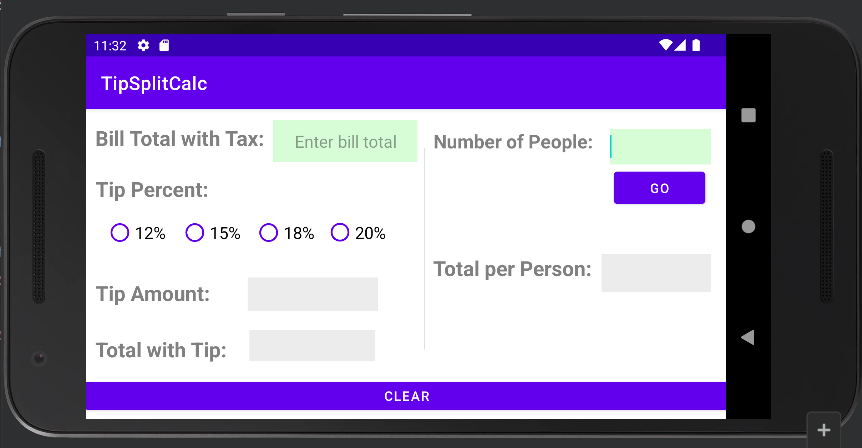 11:32
TipSplitCalc
Bill Total with Tax: Enter bill total
Tip Percent:
12% 15% 18% 20%
Tip Amount:
Total with Tip:
Number of People:
GO
Total per Person:
CLEAR